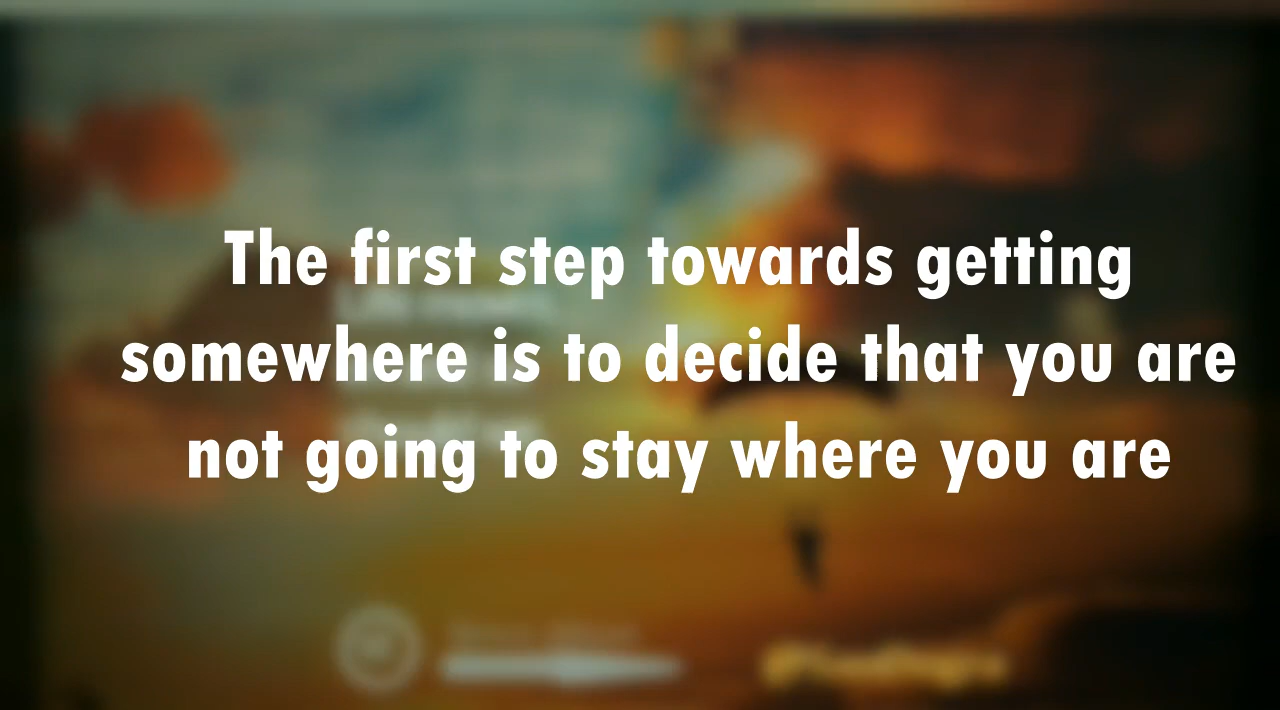 The first step towards getting
somewhere is to decide that you are
not going to stay where you are